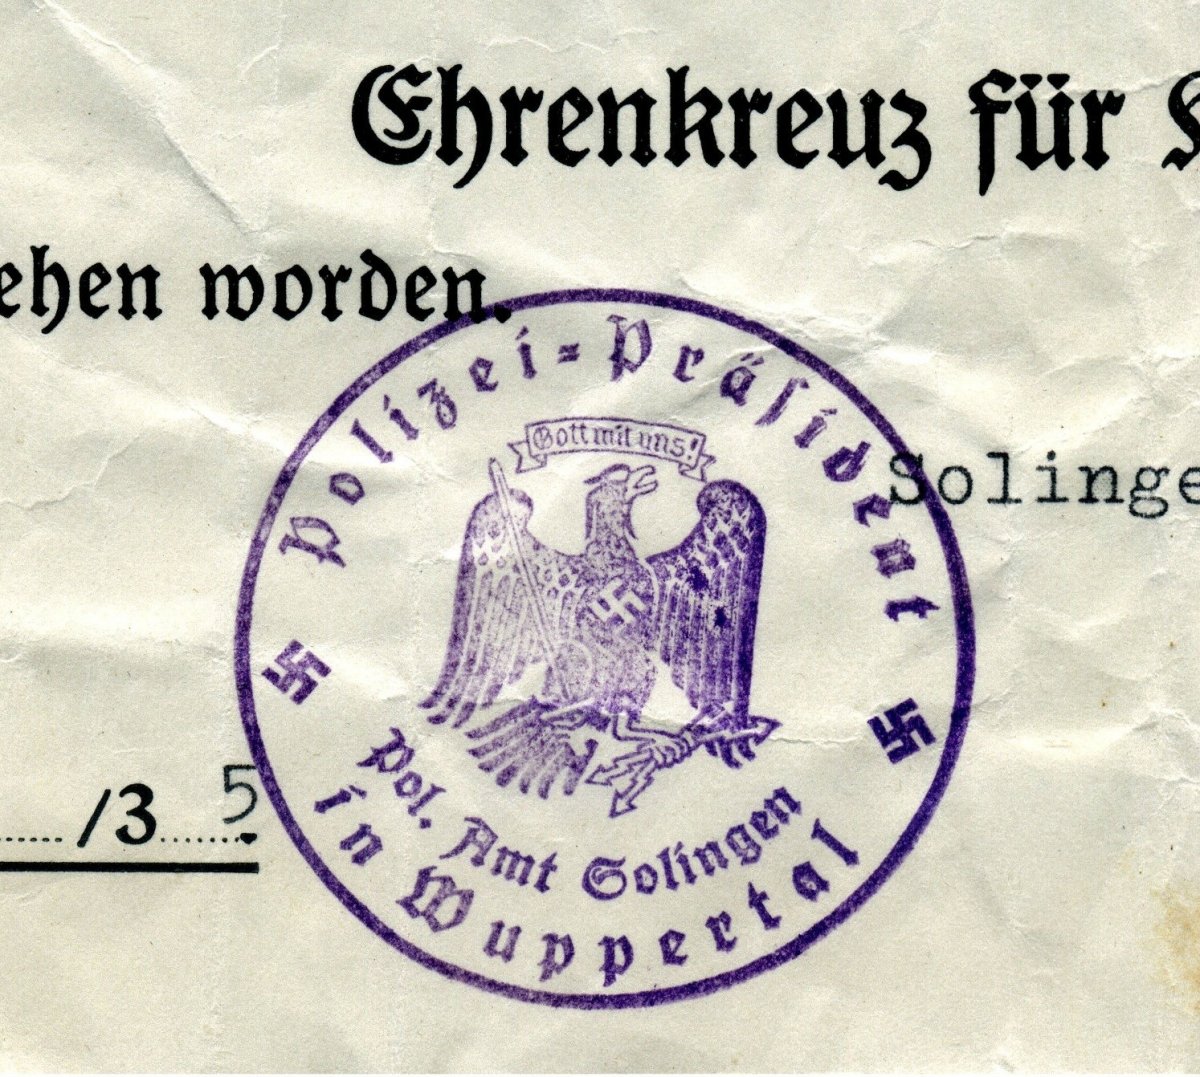 Ehrenkreuz für K
ehen worden.
Polizei-Präsident
Gott mit uns!
Solinge
/3 5.
Pol. Amt Solingen
in Wuppertal